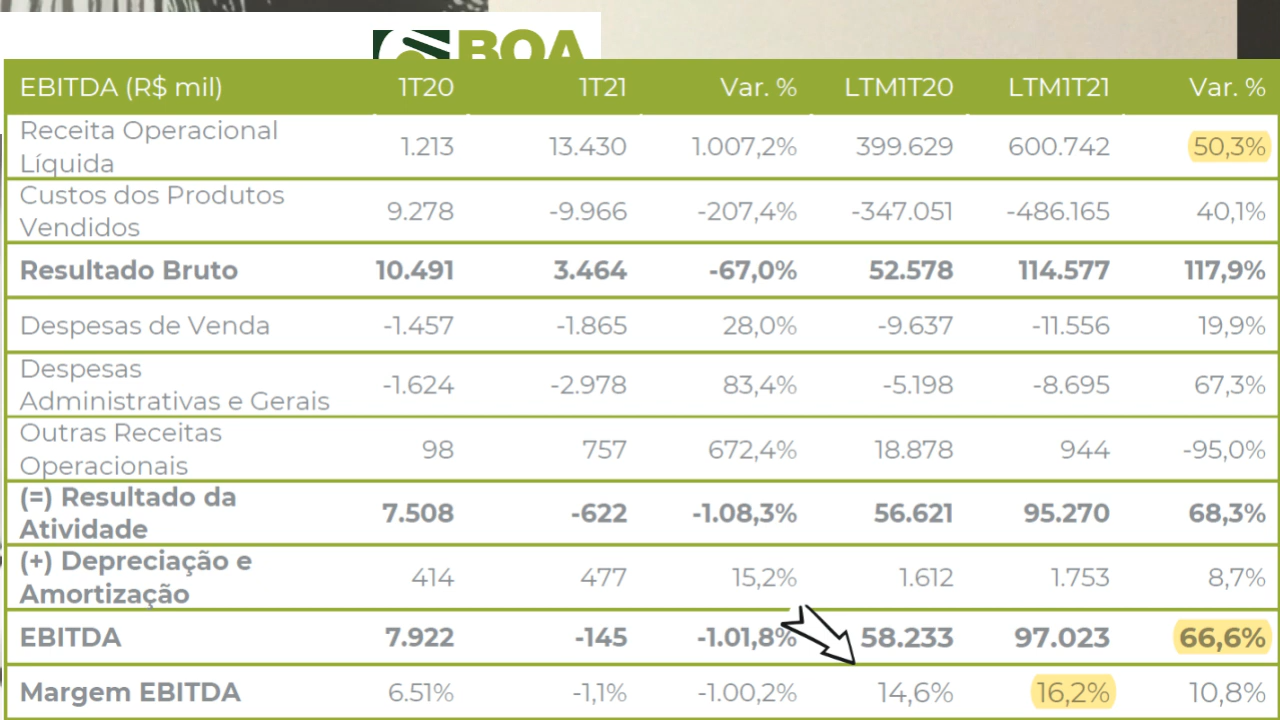 BOA
EBITDA (R$ mil) 1T20 1T21 Var. % LTM1T20 LTM1T21 Var. %
Receita Operacional
Líquida 1.213 13.430 1.007,2% 399.629 600.742 50,3%
Custos dos Produtos
Vendidos 9.278 -9.966 -207,4% -347.051 -486.165 40,1%
Resultado Bruto 10.491 3.464 -67,0% 52.578 114.577 117,9%
Despesas de Venda -1.457 -1.865 28,0% -9.637 -11.556 19,9%
Despesas
Administrativas e Gerais -1.624 -2.978 83,4% -5.198 -8.695 67,3%
Outras Receitas
Operacionais 98 757 672,4% 18.878 944 -95,0%
(=) Resultado da
Atividade 7.508 -622 -1.08,3% 56.621 95.270 68,3%
(+) Depreciação e
Amortização 414 477 15,2% 1.612 1.753 8,7%
EBITDA 7.922 -145 -1.01,8% 58.233 97.023 66,6%
Margem EBITDA 6.51% -1,1% -1.00,2% 14,6% 16,2% 10,8%